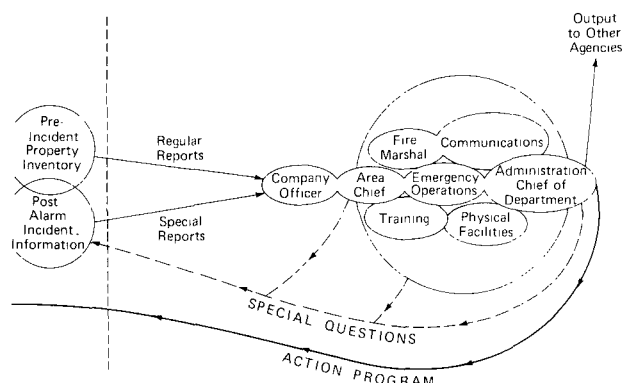 Output
to Other
Agencies
Pre-
Incident
Property
Inventory
Regular
Reports
Fire
Marshal
Communications
Company
Officer
Area
Chief
Emergency
Operations
Administration
Chief of
Department
Post
Alarm
Incident
Information
Special
Reports
Training
Physical
Facilities
SPECIAL QUESTIONS
ACTION PROGRAM